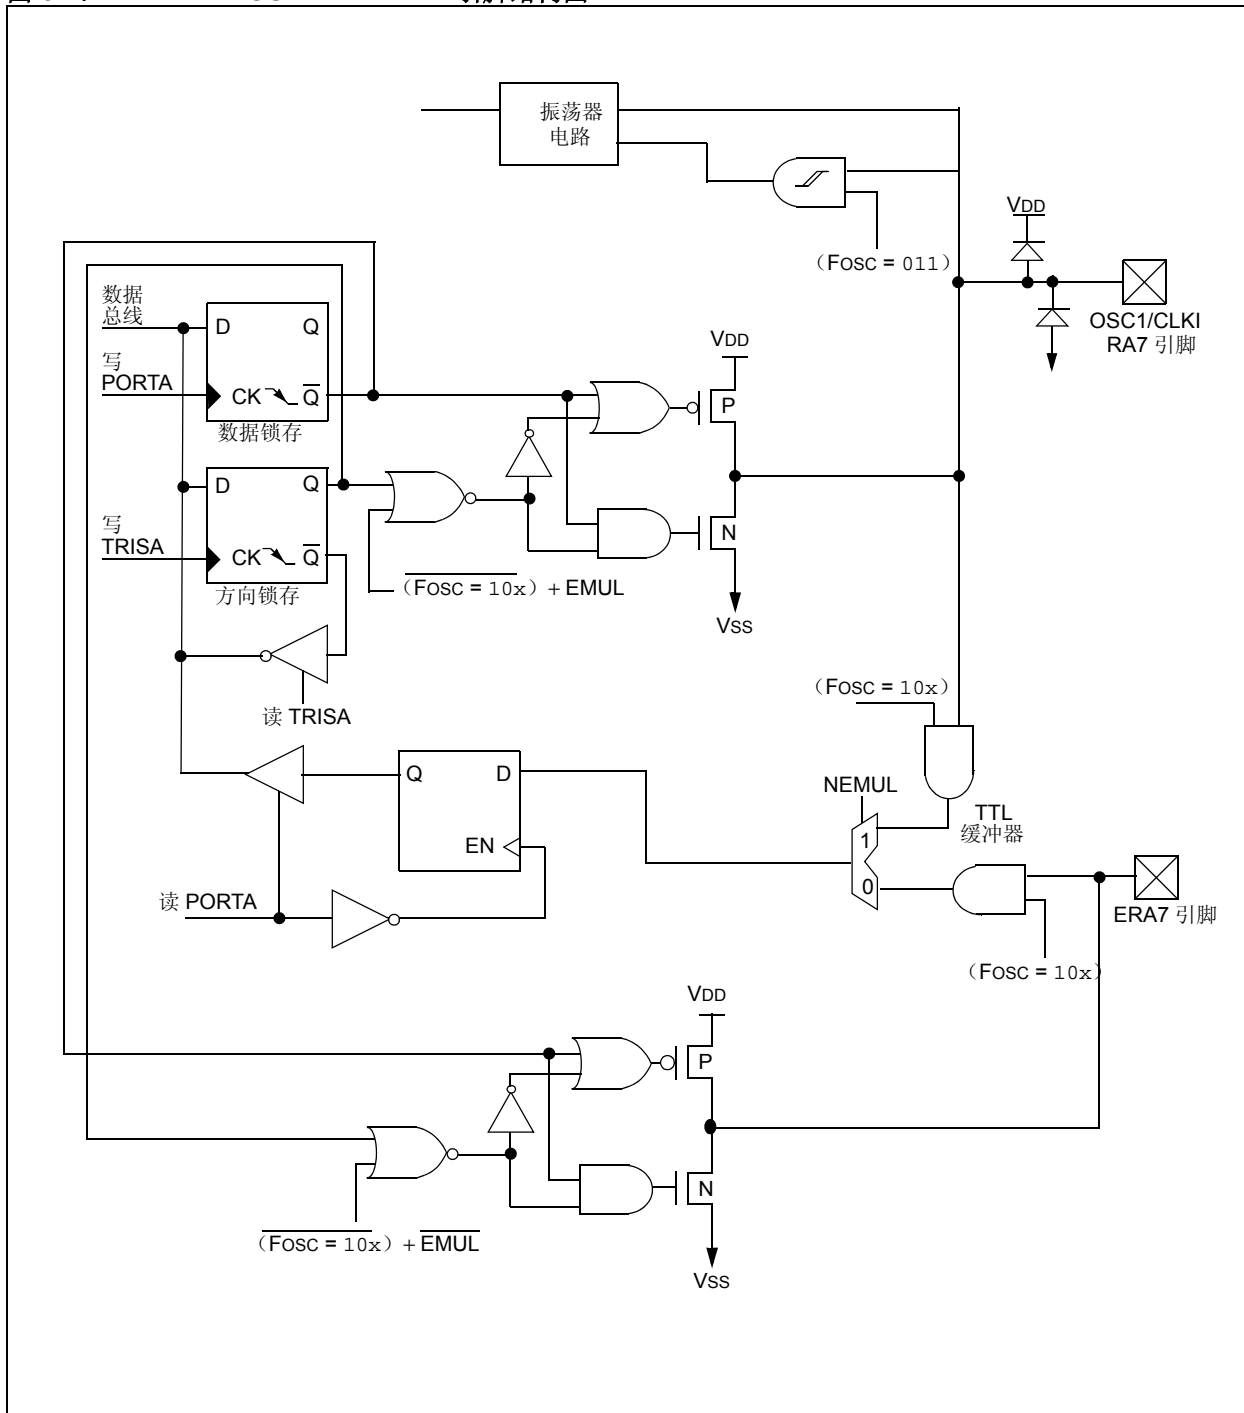 振荡器
电路
VDD
(FOSC = 011)
数据
总线
D Q
OSC1/CLKI
RA7 引脚
VDD
写
PORTA
CK Q
P
数据锁存
D Q
写
TRISA
N
CK Q
(FOSC = 10x) + EMUL
方向锁存
VSS
(FOSC = 10x)
读 TRISA
Q D
NEMUL
TTL
缓冲器
1
EN
0
读 PORTA
ERA7 引脚
(FOSC = 10x)
VDD
P
N
(FOSC = 10x) + EMUL
VSS